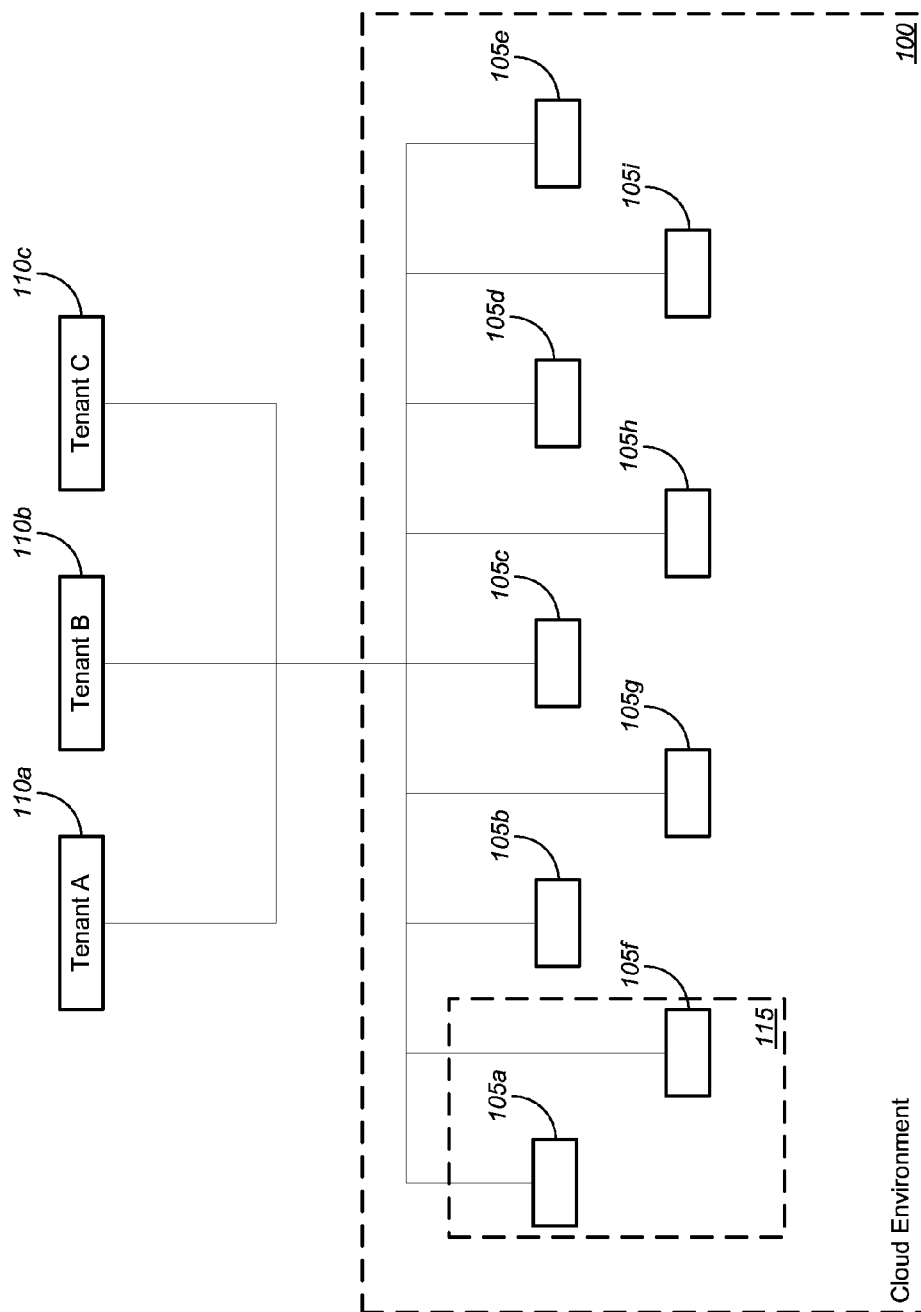 110a
110b
110c
Tenant A
Tenant B
Tenant C
105a
105b
105c
105d
105e
105f
105g
105h
105i
115
Cloud Environment
100